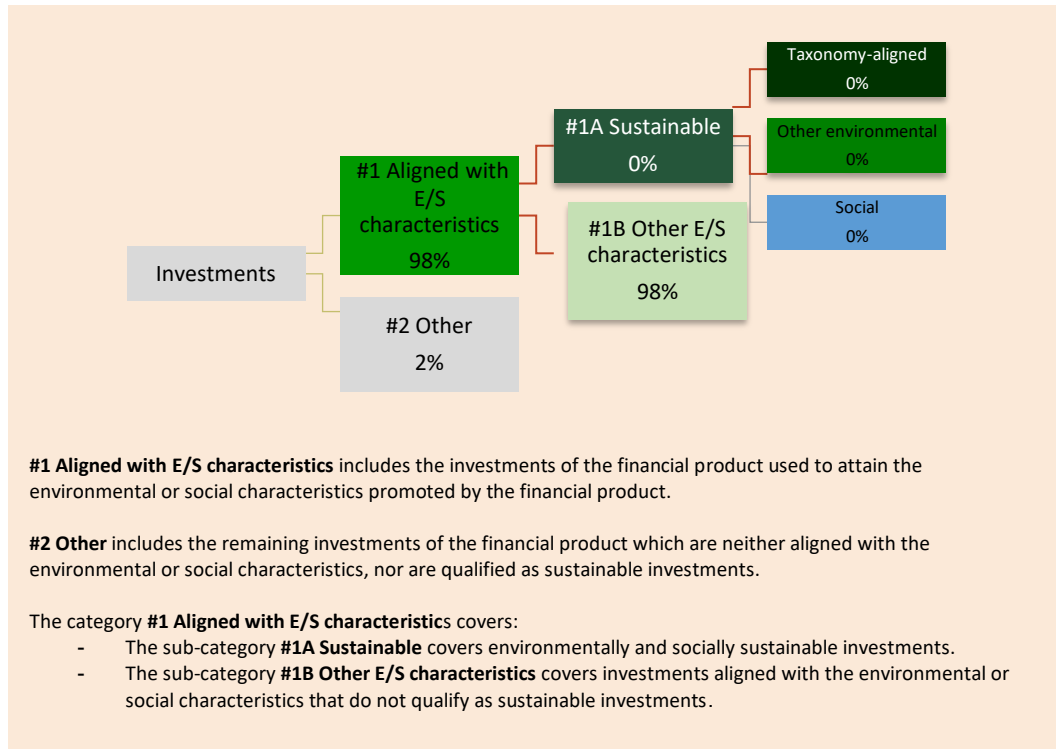 Taxonomy-aligned
0%
#1A Sustainable
0%
Other environmental
0%
#1 Aligned with
E/S
characteristics
98%
Social
0%
#1B Other E/S
characteristics
98%
Investments
#2 Other
2%
#1 Aligned with E/S characteristics includes the investments of the financial product used to attain the
environmental or social characteristics promoted by the financial product.
#2 Other includes the remaining investments of the financial product which are neither aligned with the
environmental or social characteristics, nor are qualified as sustainable investments.
The category #1 Aligned with E/S characteristics covers:
- The sub-category #1A Sustainable covers environmentally and socially sustainable investments.
- The sub-category #1B Other E/S characteristics covers investments aligned with the environmental or
social characteristics that do not qualify as sustainable investments.